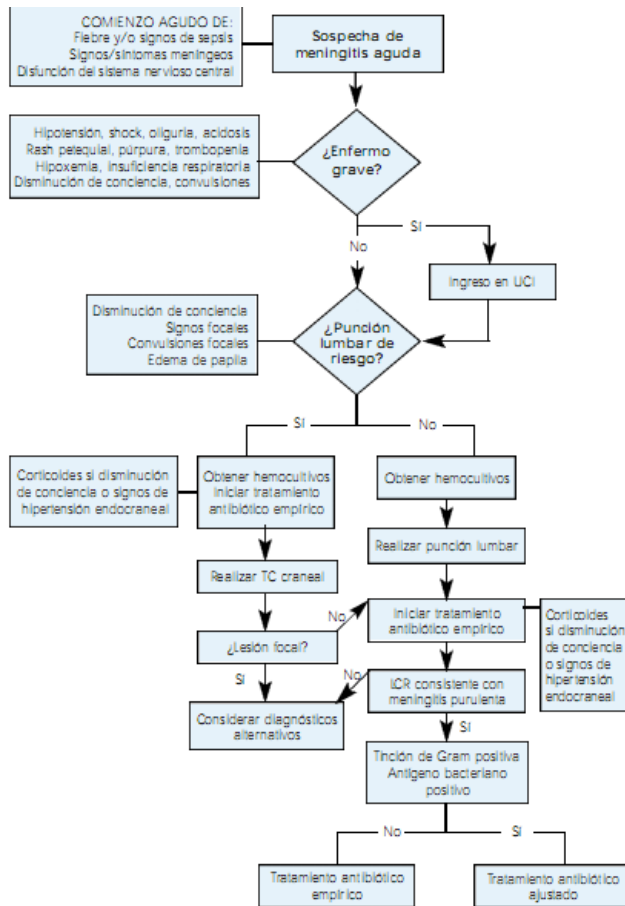 COMIENZO AGUDO DE:
Fiebre y/o signos de sepsis
Signos/síntomas meníngeos
Disfunción del sistema nervioso central
Sospecha de
meningitis aguda
Hipotensión, shock, oliguria, acidosis
Rash petequial, púrpura, trombopenia
Hipoxemia, insuficiencia respiratoria
Disminución de conciencia, convulsiones
¿Enfermo
grave?
SI
No
Ingreso en UCI
Disminución de conciencia
Signos focales
Convulsiones focales
Edema de papila
¿Punción
lumbar de
riesgo?
SI
No
Corticoides si disminución
de conciencia o signos de
hipertensión endocraneal
Obtener hemocultivos
Iniciar tratamiento
antibiótico empírico
Obtener hemocultivos
Realizar punción lumbar
Realizar TC craneal
No
Iniciar tratamiento
antibiótico empírico
Corticoides
si disminución
de conciencia
o signos de
hipertensión
endocraneal
¿Lesión focal?
SI
No
LCR consistente con
meningitis purulenta
SI
Considerar diagnósticos
alternativos
Tinción de Gram positiva
Antígeno bacteriano
positivo
No
SI
Tratamiento antibiótico
empírico
Tratamiento antibiótico
ajustado